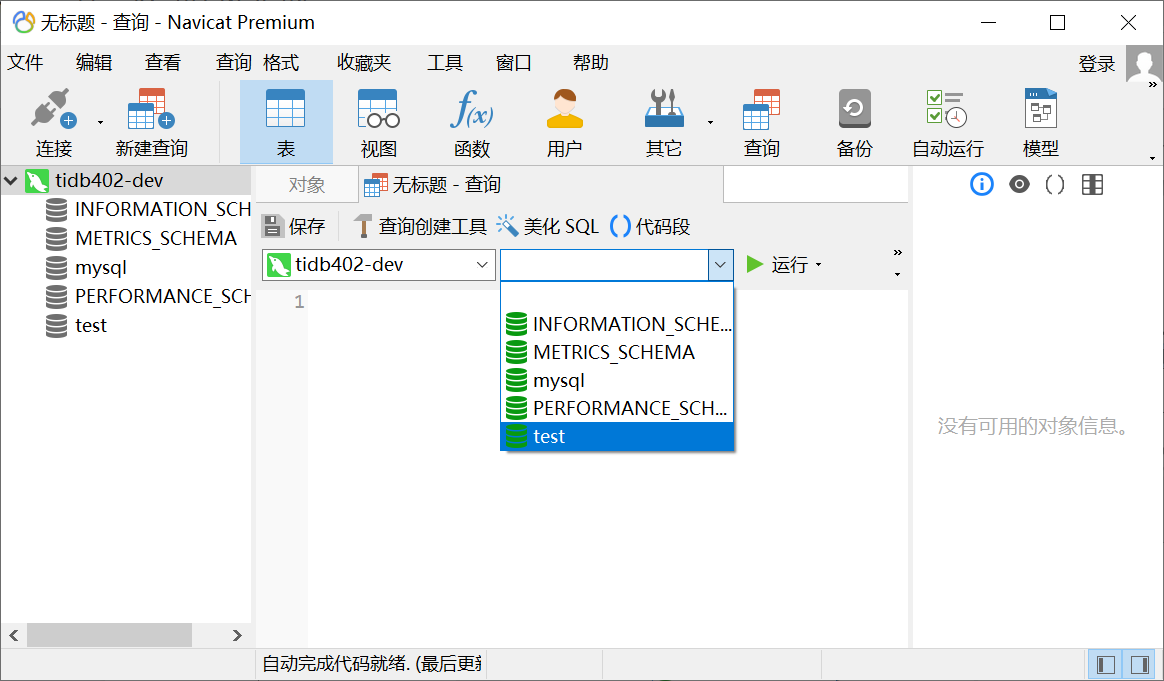 无标题 - 查询 - Navicat Premium
文件 编辑 查看 查询 格式 收藏夹 工具 窗口 帮助 登录
连接 新建查询 表 视图 函数 用户 其它 查询 备份 自动运行 模型
tidb402-dev
INFORMATION_SCH
METRICS_SCHEMA
mysql
PERFORMANCE_SCH
test
对象 无标题 - 查询
保存 查询创建工具 美化 SQL 代码段
tidb402-dev 运行
1
INFORMATION_SCHE...
METRICS_SCHEMA
mysql
PERFORMANCE_SCH...
test
没有可用的对象信息。
自动完成代码就绪. (最后更